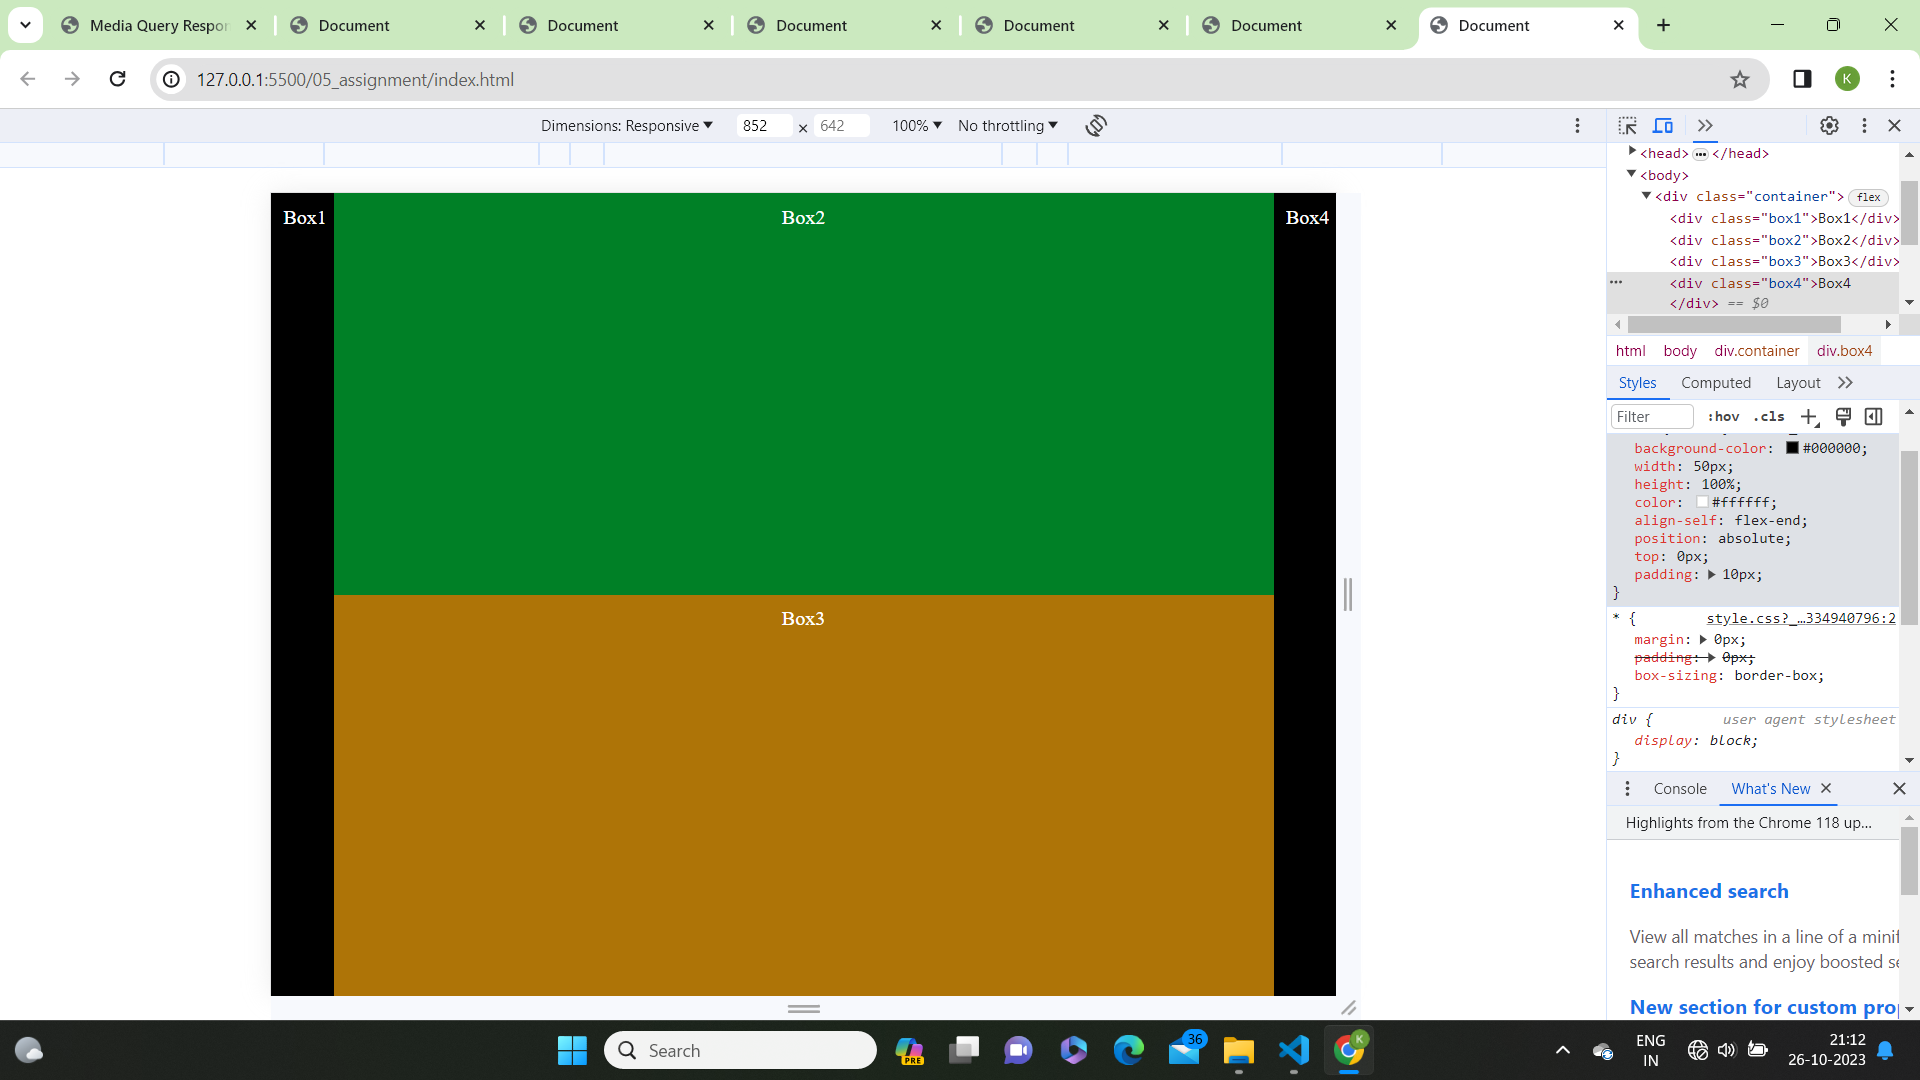 Media Query Respon
Document
Document
Document
Document
Document
Document
127.0.0.1:5500/05_assignment/index.html
K
Dimensions: Responsive
852 × 642
100%
No throttling
Box1
Box2
Box4
Box3
<head> ••• </head>
<body>
<div class="container"> flex
<div class="box1">Box1</div>
<div class="box2">Box2</div>
<div class="box3">Box3</div>
<div class="box4">Box4
</div> == $0
html body div.container div.box4
Styles Computed Layout
Filter :hov .cls
background-color: #000000;
width: 50px;
height: 100%;
color: #ffffff;
align-self: flex-end;
position: absolute;
top: 0px;
padding: 10px;
}
* { style.css?_…334940796:2
margin: 0px;
padding: 0px;
box-sizing: border-box;
}
div { user agent stylesheet
display: block;
}
Console What's New
Highlights from the Chrome 118 up...
Enhanced search
View all matches in a line of a minif
search results and enjoy boosted se
New section for custom pro
Search
PRE
36
K
ENG
IN
21:12
26-10-2023